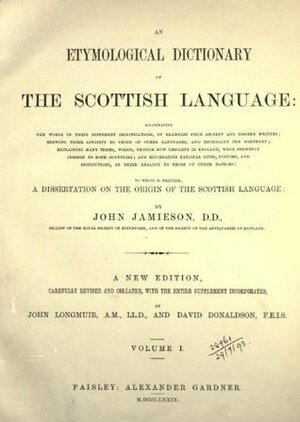 AN
ETYMOLOGICAL DICTIONARY
OF
THE SCOTTISH LANGUAGE:
ILLUSTRATING
THE WORDS IN THEIR DIFFERENT SIGNIFICATIONS, BY EXAMPLES FROM ANCIENT AND MODERN WRITERS;
SHEWING THEIR AFFINITY TO THOSE OF OTHER LANGUAGES, AND ESPECIALLY THE NORTHERN;
EXPLAINING MANY TERMS, WHICH, THOUGH NOW OBSOLETE IN ENGLAND, WERE FORMERLY
COMMON TO BOTH COUNTRIES; AND ELUCIDATING NATIONAL RITES, CUSTOMS, AND
INSTITUTIONS, IN THEIR ANALOGY TO THOSE OF OTHER NATIONS:
TO WHICH IS PREFIXED,
A DISSERTATION ON THE ORIGIN OF THE SCOTTISH LANGUAGE:
BY
JOHN JAMIESON, D.D.,
FELLOW OF THE ROYAL SOCIETY OF EDINBURGH, AND OF THE SOCIETY OF THE ANTIQUARIES OF SCOTLAND.
A NEW EDITION,
CAREFULLY REVISED AND COLLATED, WITH THE ENTIRE SUPPLEMENT INCORPORATED,
BY
JOHN LONGMUIR, A.M., LL.D., AND DAVID DONALDSON, F.E.I.S.
VOLUME I.
28961
29/9/93
PAISLEY: ALEXANDER GARDNER.
M.DCCC.LXXIX.